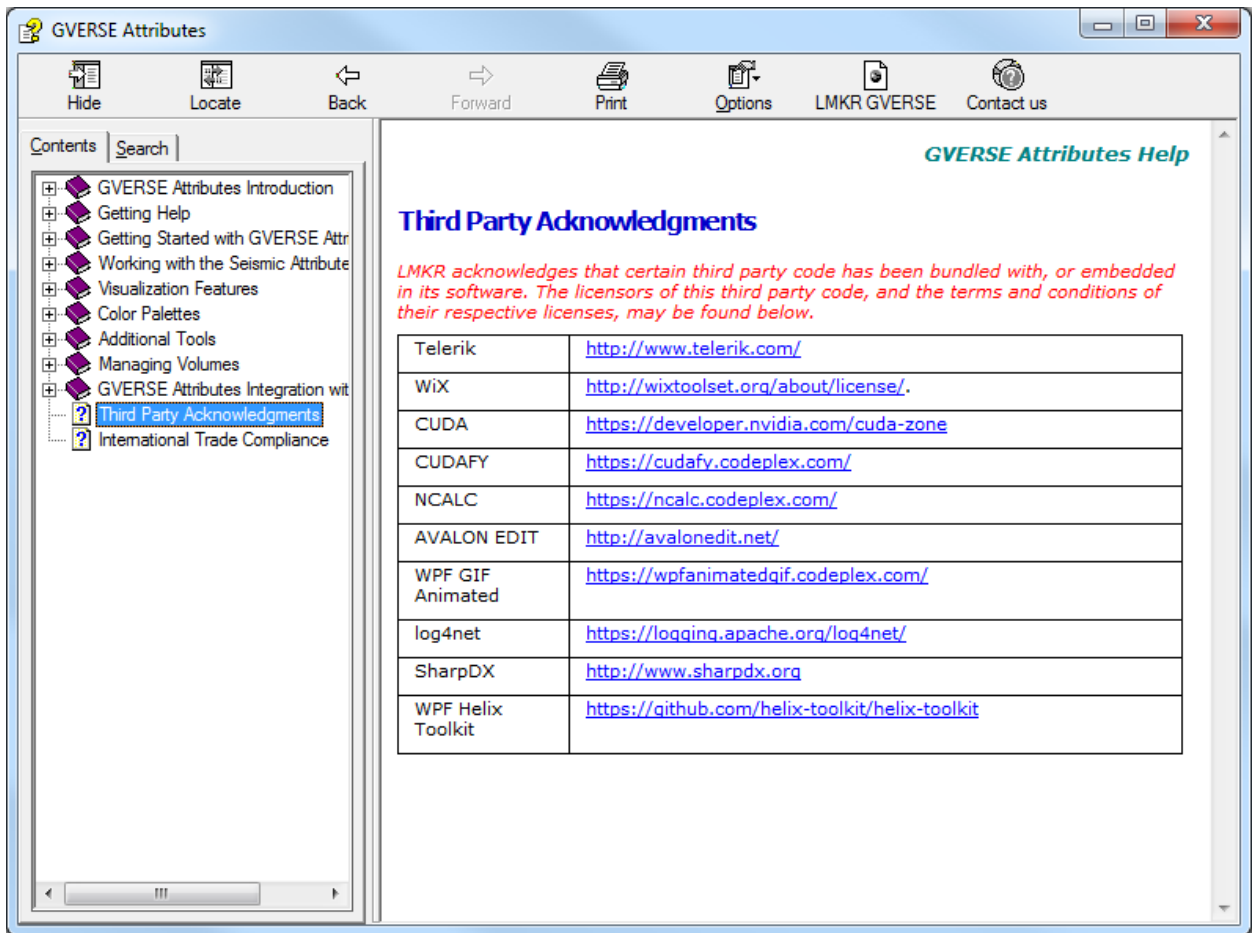 GVERSE Attributes
Hide Locate Back Forward Print Options LMKR GVERSE Contact us
Contents Search
GVERSE Attributes Introduction
Getting Help
Getting Started with GVERSE Attr
Working with the Seismic Attribute
Visualization Features
Color Palettes
Additional Tools
Managing Volumes
GVERSE Attributes Integration wit
Third Party Acknowledgments
International Trade Compliance
GVERSE Attributes Help
Third Party Acknowledgments
LMKR acknowledges that certain third party code has been bundled with, or embedded
in its software. The licensors of this third party code, and the terms and conditions of
their respective licenses, may be found below.
Telerik http://www.telerik.com/
WiX http://wixtoolset.org/about/license/.
CUDA https://developer.nvidia.com/cuda-zone
CUDAFY https://cudafy.codeplex.com/
NCALC https://ncalc.codeplex.com/
AVALON EDIT http://avalonedit.net/
WPF GIF https://wpfanimatedgif.codeplex.com/
Animated
log4net https://logging.apache.org/log4net/
SharpDX http://www.sharpdx.org
WPF Helix https://github.com/helix-toolkit/helix-toolkit
Toolkit